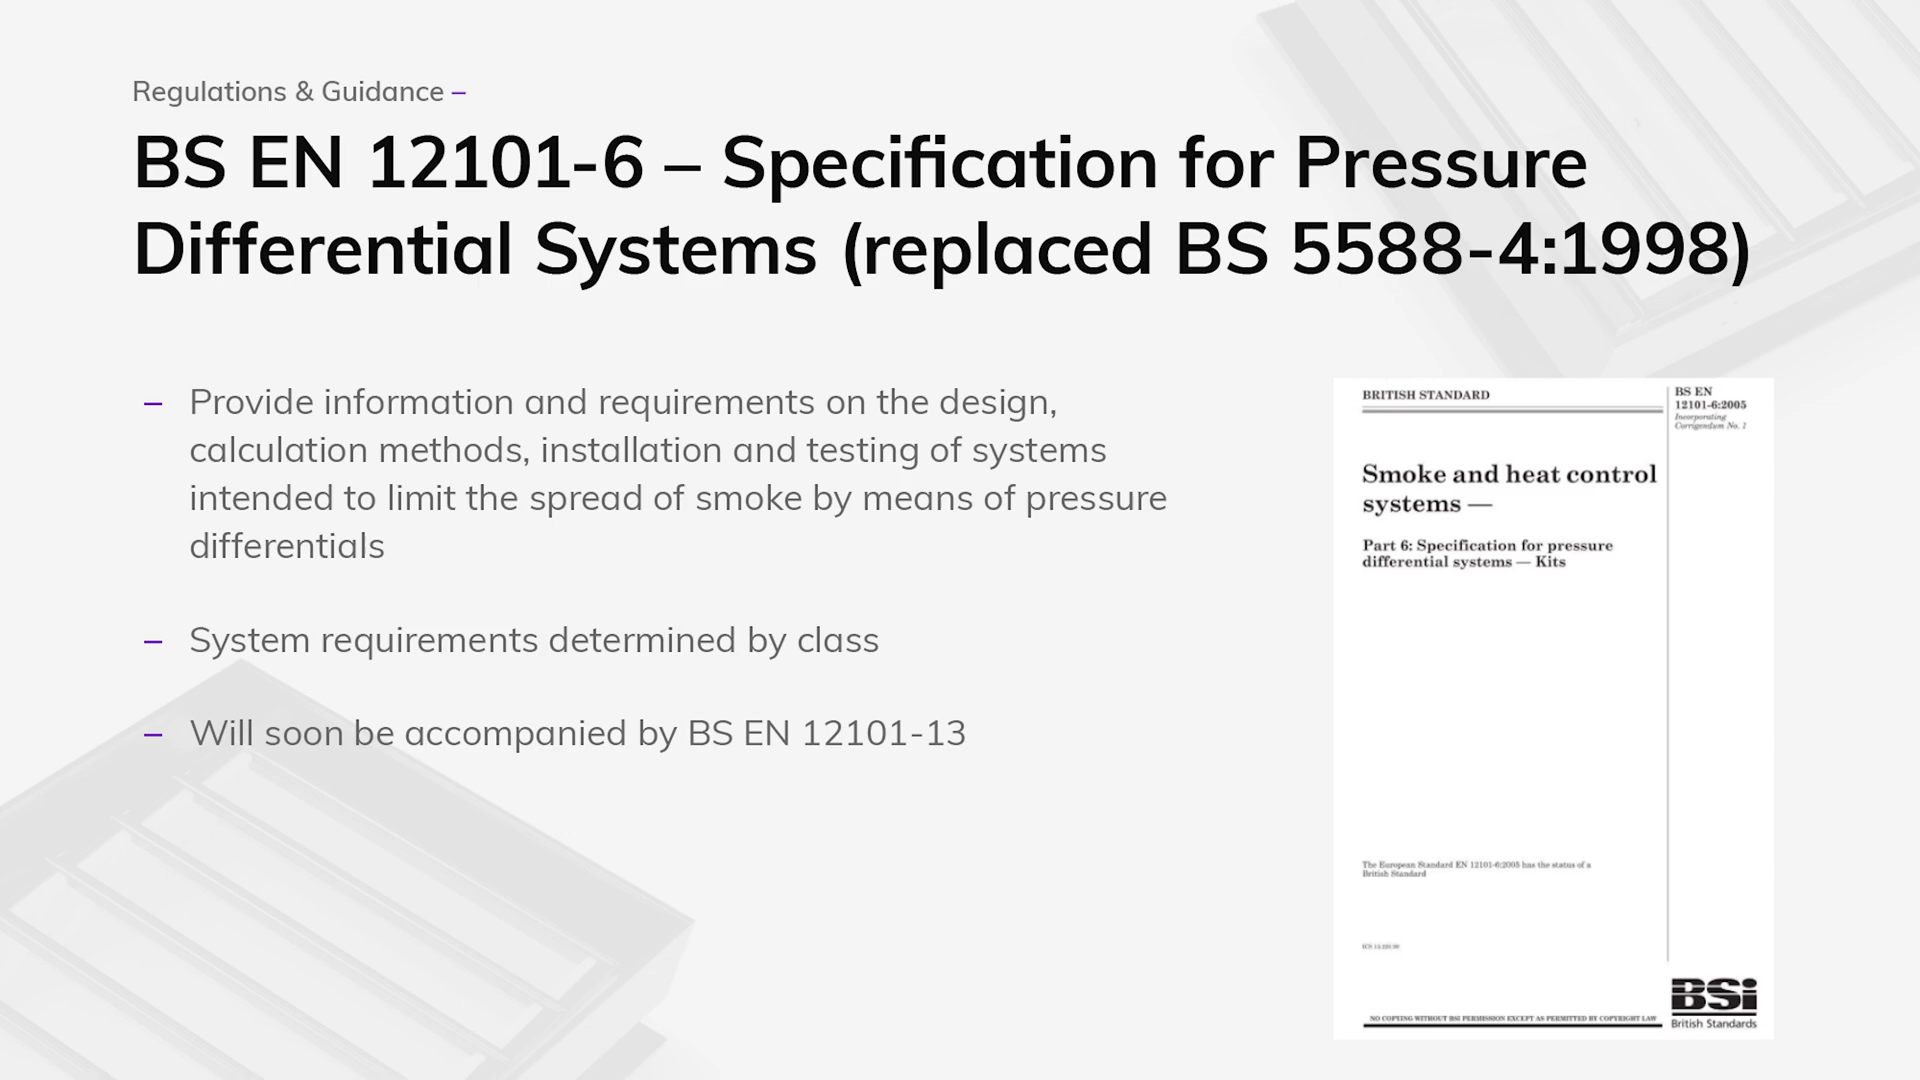 Regulations & Guidance –
BS EN 12101-6 – Specification for Pressure
Differential Systems (replaced BS 5588-4:1998)
– Provide information and requirements on the design,
calculation methods, installation and testing of systems
intended to limit the spread of smoke by means of pressure
differentials
– System requirements determined by class
– Will soon be accompanied by BS EN 12101-13
BRITISH STANDARD
BS EN
12101-6:2005
Incorporating
Corrigendum No. 1
Smoke and heat control
systems —
Part 6: Specification for pressure
differential systems — Kits
The European Standard EN 12101-6:2005 has the status of a
British Standard
NO COPYING WITHOUT BSI PERMISSION EXCEPT AS PERMITTED BY COPYRIGHT LAW
BSi
British Standards